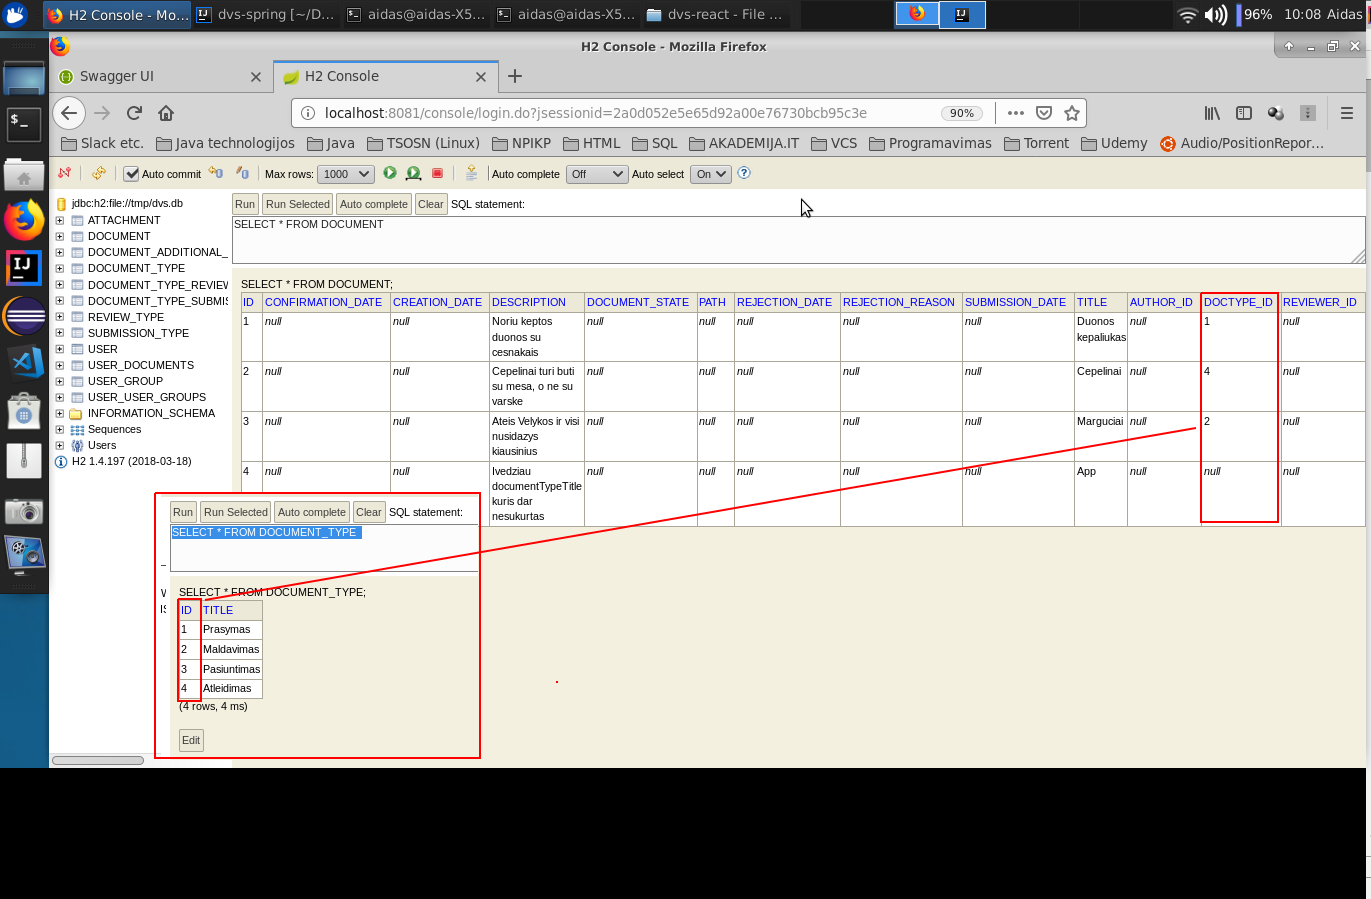 H2 Console - Mo...
dvs-spring [~/D...
aidas@aidas-X5...
aidas@aidas-X5...
dvs-react - File ...
96%
10:08 Aidas
H2 Console - Mozilla Firefox
Swagger UI
H2 Console
localhost:8081/console/login.do?jsessionid=2a0d052e5e65d92a00e76730bcb95c3e
90%
Slack etc.
Java technologijos
Java
TSOSN (Linux)
NPIKP
HTML
SQL
AKADEMIJA.IT
VCS
Programavimas
Torrent
Udemy
Audio/PositionRepor...
Auto commit
Max rows:
1000
Auto complete
Off
Auto select
On
jdbc:h2:file://tmp/dvs.db
ATTACHMENT
DOCUMENT
DOCUMENT_ADDITIONAL_
DOCUMENT_TYPE
DOCUMENT_TYPE_REVIEW
DOCUMENT_TYPE_SUBMIS
REVIEW_TYPE
SUBMISSION_TYPE
USER
USER_DOCUMENTS
USER_GROUP
USER_USER_GROUPS
INFORMATION_SCHEMA
Sequences
Users
H2 1.4.197 (2018-03-18)
Run
Run Selected
Auto complete
Clear
SQL statement:
SELECT * FROM DOCUMENT
SELECT * FROM DOCUMENT;
ID CONFIRMATION_DATE CREATION_DATE DESCRIPTION DOCUMENT_STATE PATH REJECTION_DATE REJECTION_REASON SUBMISSION_DATE TITLE AUTHOR_ID DOCTYPE_ID REVIEWER_ID
1 null null Noriu keptos null null null null null Duonos null 1 null
duonos su kepaliukas
cesnakais
2 null null Cepelinai turi buti null null null null null Cepelinai null 4 null
su mesa, o ne su
varske
3 null null Ateis Velykos ir visi null null null null null Marguciai null 2 null
nusidazys
kiausinius
4 null null Ivedziau null null null null null App null null null
documentTypeTitle
kuris dar
nesukurtas
Run
Run Selected
Auto complete
Clear
SQL statement:
SELECT * FROM DOCUMENT_TYPE
SELECT * FROM DOCUMENT_TYPE;
ID TITLE
1 Prasymas
2 Maldavimas
3 Pasiuntimas
4 Atleidimas
(4 rows, 4 ms)
Edit